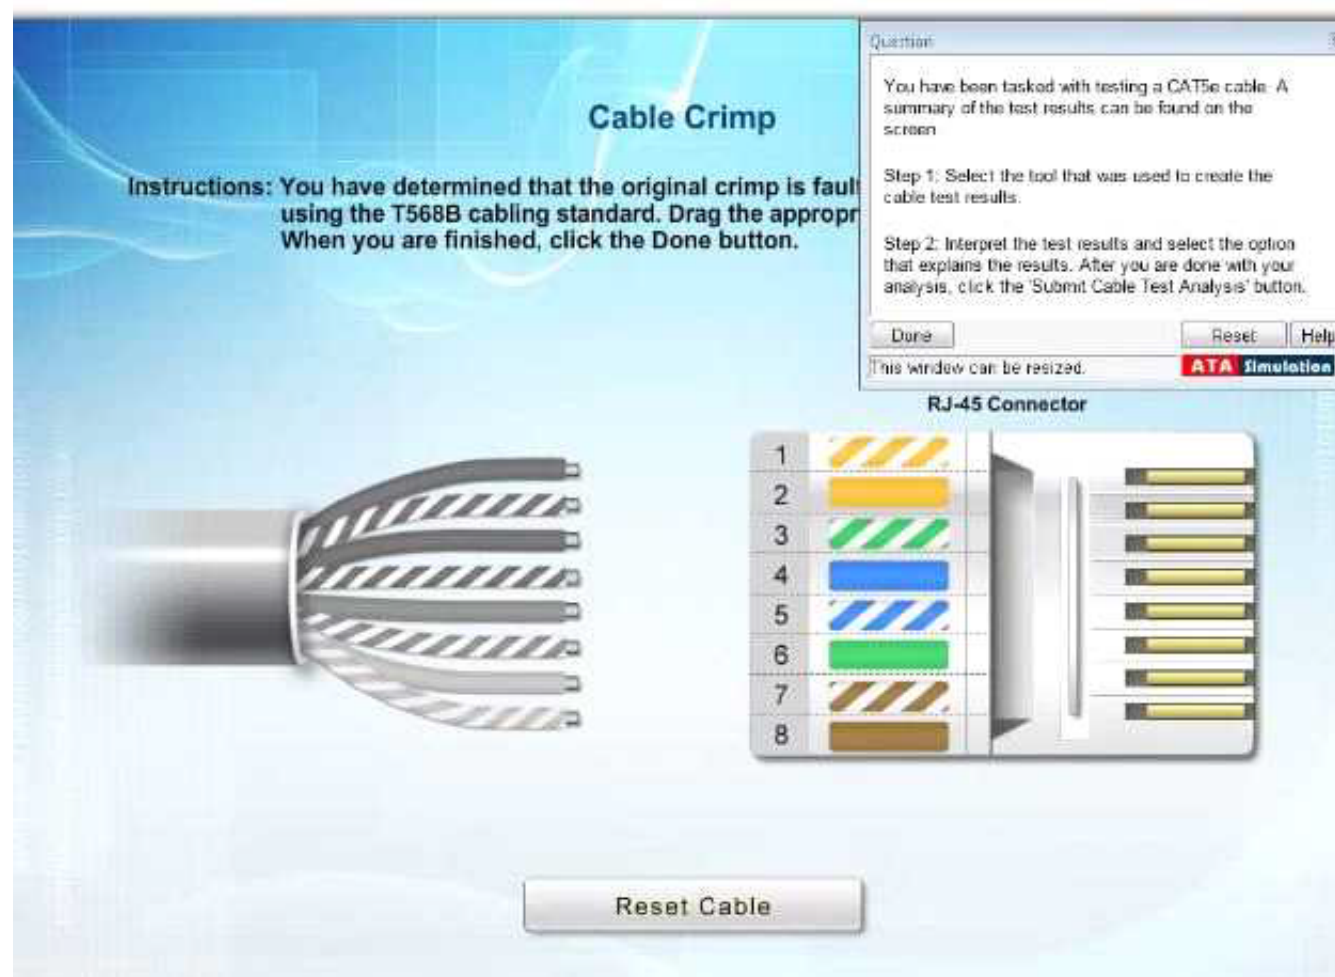 Cable Crimp
Instructions: You have determined that the original crimp is fault
using the T568B cabling standard. Drag the appropr
When you are finished, click the Done button.
Question
You have been tasked with testing a CAT5e cable. A
summary of the test results can be found on the
screen
Step 1: Select the tool that was used to create the
cable test results.
Step 2: Interpret the test results and select the option
that explains the results. After you are done with your
analysis, click the 'Submit Cable Test Analysis' button.
Done
Reset
Help
This window can be resized.
ATA Simulation
RJ-45 Connector
1
2
3
4
5
6
7
8
Reset Cable